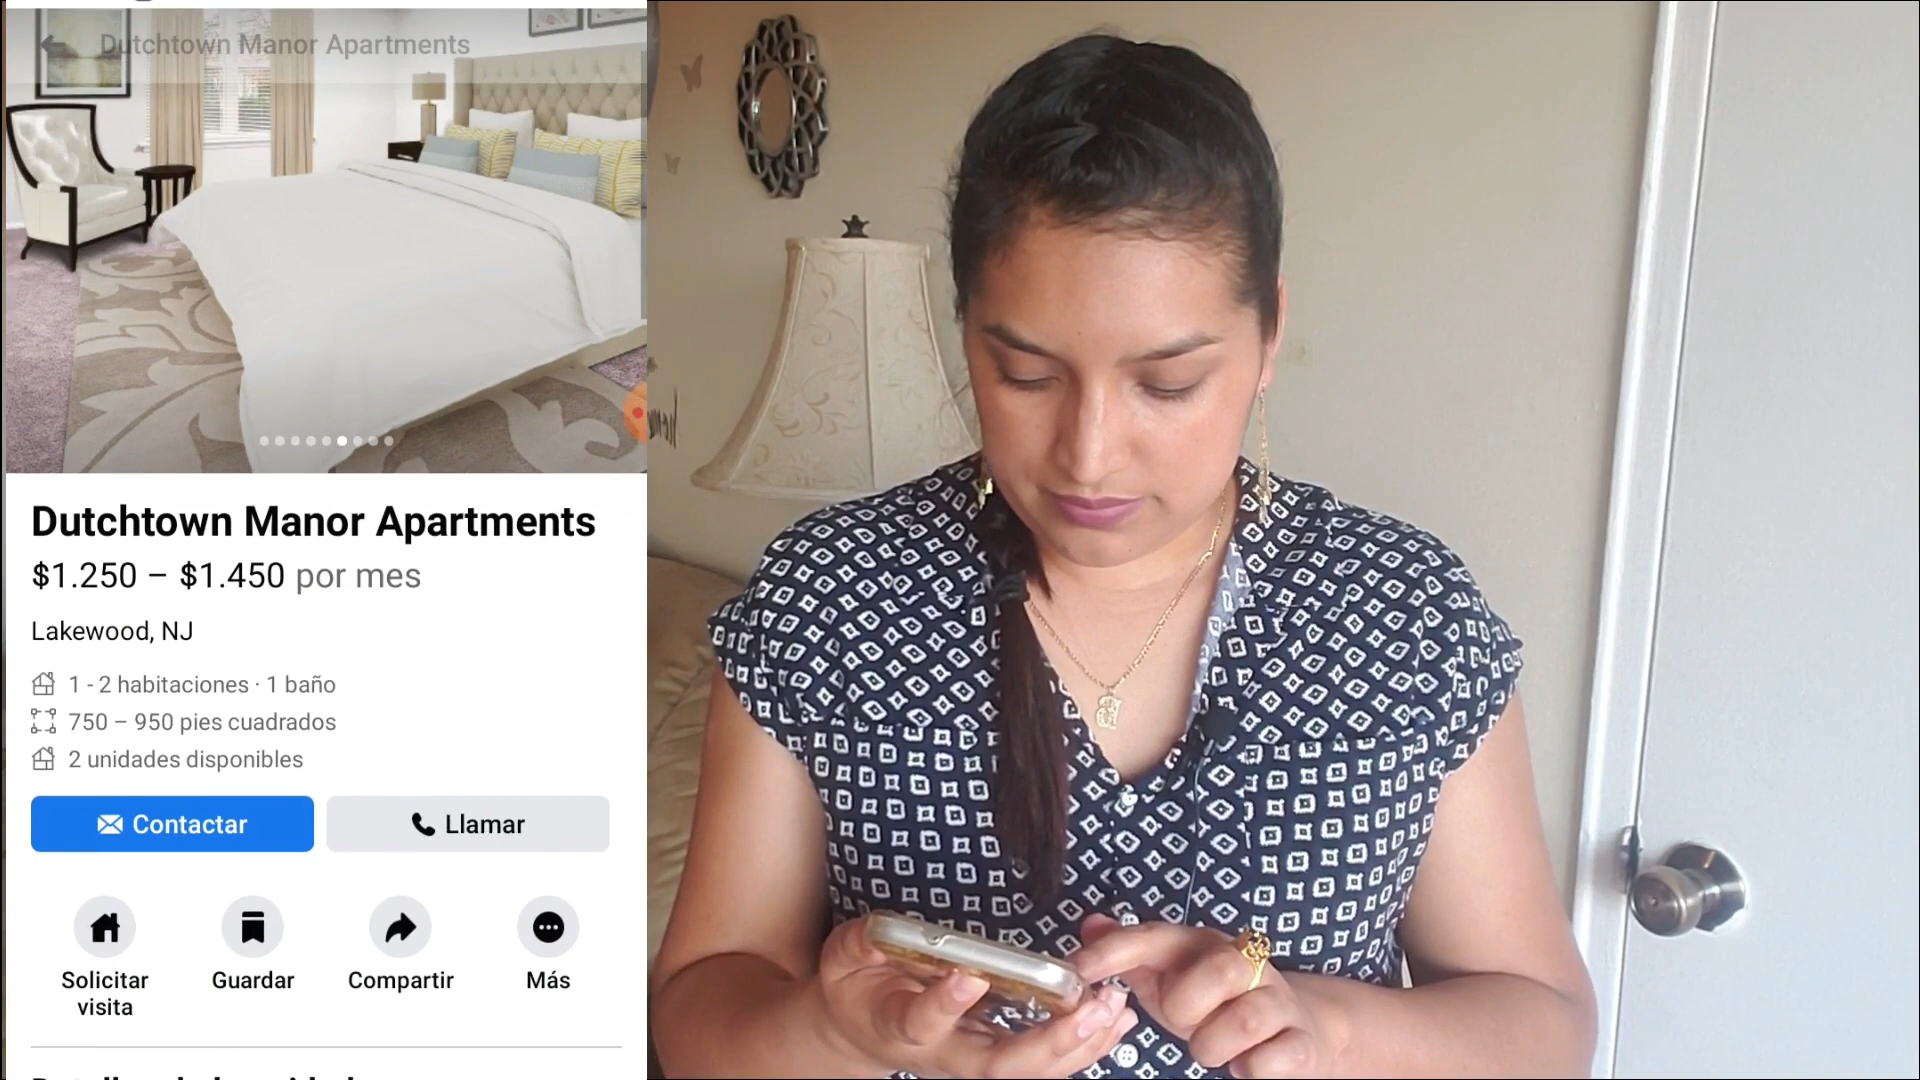 Dutchtown Manor Apartments
Dutchtown Manor Apartments
$1.250 – $1.450 por mes
Lakewood, NJ
1 - 2 habitaciones · 1 baño
750 – 950 pies cuadrados
2 unidades disponibles
Contactar
Llamar
Solicitar visita
Guardar
Compartir
Más